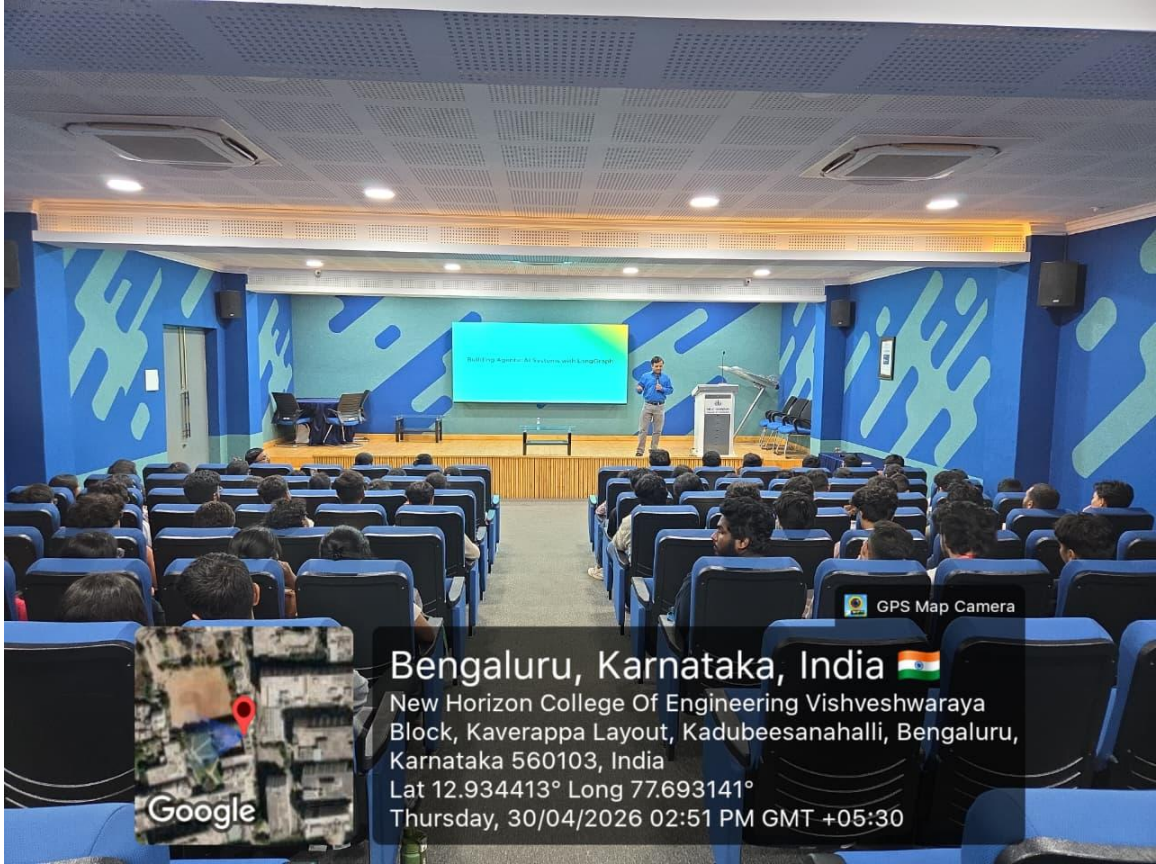 Building Agentic AI Systems with LangGraph
GPS Map Camera
Bengaluru, Karnataka, India
New Horizon College Of Engineering Vishveshwaraya
Block, Kaverappa Layout, Kadubeesanahalli, Bengaluru,
Karnataka 560103, India
Lat 12.934413° Long 77.693141°
Thursday, 30/04/2026 02:51 PM GMT +05:30
Google